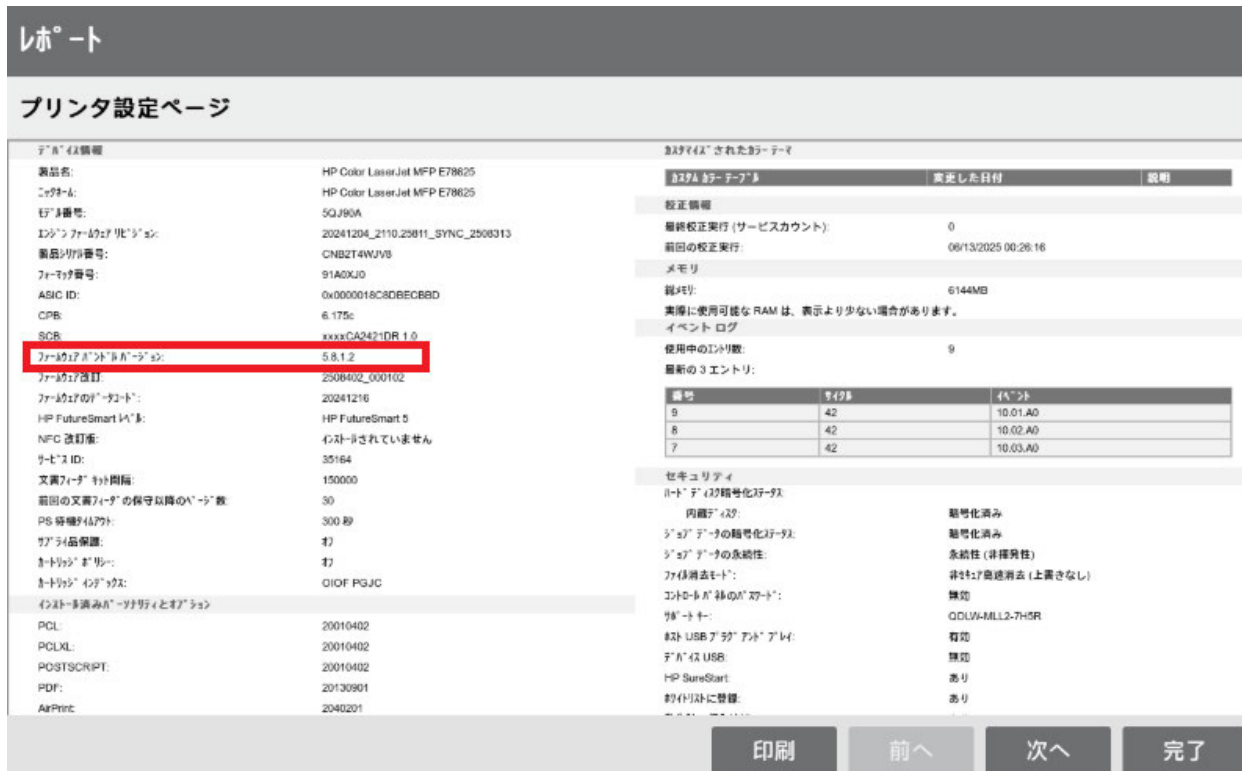 レポート
プリンタ設定ページ
デバイス情報
製品名: HP Color LaserJet MFP E78625
ニックネーム: HP Color LaserJet MFP E78625
モデル番号: 5QJ90A
エンジン ファームウェア リビジョン: 20241204_2110.25811_SYNC_2508313
製品シリアル番号: CNB2T4WJV8
フォーマッタ番号: 91A0XJ0
ASIC ID: 0x0000018C8DBECBBD
CPB: 6.175c
SCB: xxxxCA2421DR 1.0
ファームウェア バンドル バージョン: 5.8.1.2
ファームウェア改訂: 2508402_000102
ファームウェアのデータコード: 20241216
HP FutureSmart レベル: HP FutureSmart 5
NFC 改訂版: インストールされていません
サービス ID: 35164
文書フィーダ キット間隔: 150000
前回の文書フィーダの保守以降のページ数: 30
PS 待機タイムアウト: 300 秒
サプライ品保護: オフ
カートリッジ ポリシー: オフ
カートリッジ インデックス: OIOF PGJC
インストール済みパーソナリティとオプション
PCL: 20010402
PCLXL: 20010402
POSTSCRIPT: 20010402
PDF: 20130901
AirPrint: 2040201
カスタマイズされたカラー テーマ
カスタム カラー テーブル 変更した日付 説明
校正情報
最終校正実行 (サービスカウント): 0
前回の校正実行: 06/13/2025 00:26:16
メモリ
総メモリ: 6144MB
実際に使用可能な RAM は、表示より少ない場合があります。
イベント ログ
使用中のエントリ数: 9
最新の 3 エントリ:
番号 サイクル イベント
9 42 10.01.A0
8 42 10.02.A0
7 42 10.03.A0
セキュリティ
ハード ディスク暗号化ステータス:
内蔵ディスク: 暗号化済み
ジョブ データの暗号化ステータス: 暗号化済み
ジョブ データの永続性: 永続性 (非揮発性)
ファイル消去モード: 非セキュア高速消去 (上書きなし)
コントロール パネルのパスワード: 無効
サポート キー: QDLW-MLL2-7H5R
ホスト USB プラグ アンド プレイ: 有効
デバイス USB: 無効
HP SureStart: あり
ホワイトリストに登録: あり
印刷 前へ 次へ 完了